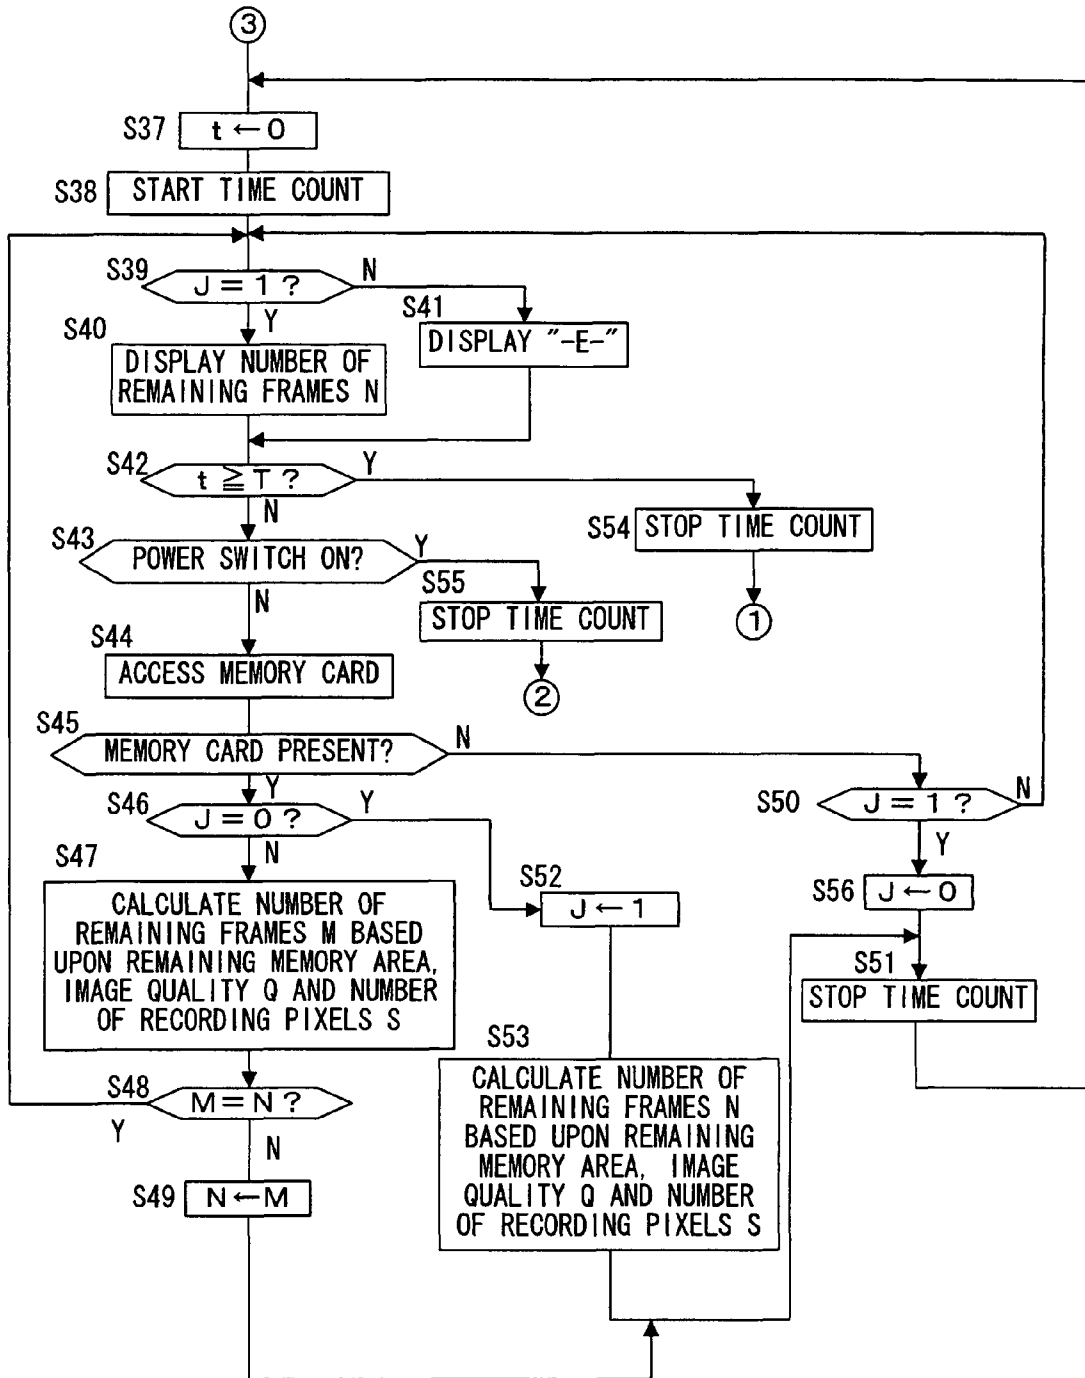 ③
S37
t←0
S38
START TIME COUNT
S39
J=1?
N
Y
S40
DISPLAY NUMBER OF
REMAINING FRAMES N
S41
DISPLAY "-E-"
S42
t≧T?
Y
N
S54
STOP TIME COUNT
①
S43
POWER SWITCH ON?
Y
N
S55
STOP TIME COUNT
②
S44
ACCESS MEMORY CARD
S45
MEMORY CARD PRESENT?
N
Y
S46
J=0?
Y
N
S50
J=1?
N
Y
S47
CALCULATE NUMBER OF
REMAINING FRAMES M BASED
UPON REMAINING MEMORY AREA,
IMAGE QUALITY Q AND NUMBER
OF RECORDING PIXELS S
S52
J←1
S56
J←0
S51
STOP TIME COUNT
S53
CALCULATE NUMBER OF
REMAINING FRAMES N
BASED UPON REMAINING
MEMORY AREA, IMAGE
QUALITY Q AND NUMBER
OF RECORDING PIXELS S
S48
M=N?
Y
N
S49
N←M